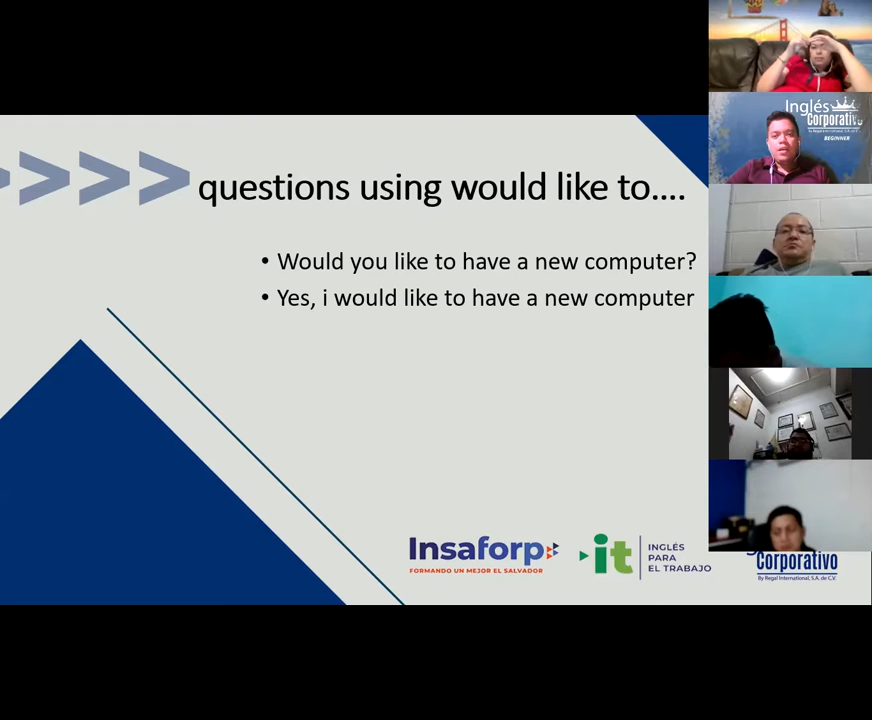 questions using would like to....
• Would you like to have a new computer?
• Yes, i would like to have a new computer
Inglés
Corporativo
BEGINNER
Insaforp
FORMANDO UN MEJOR EL SALVADOR
it
INGLÉS
PARA
EL TRABAJO
Corporativo
By Regal International, S.A. de C.V.